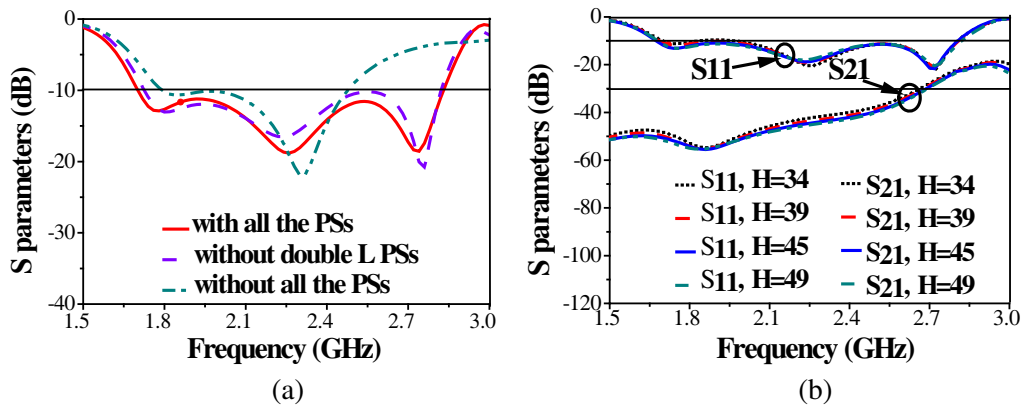 0
-10
-20
-30
-40
1.5 1.8 2.1 2.4 2.7 3.0
S parameters (dB)
Frequency (GHz)
with all the PSs
without double L PSs
without all the PSs
(a)
0
-20
-40
-60
-80
-100
-120
1.5 1.8 2.1 2.4 2.7 3.0
S parameters (dB)
Frequency (GHz)
S11
S21
S11, H=34
S11, H=39
S11, H=45
S11, H=49
S21, H=34
S21, H=39
S21, H=45
S21, H=49
(b)